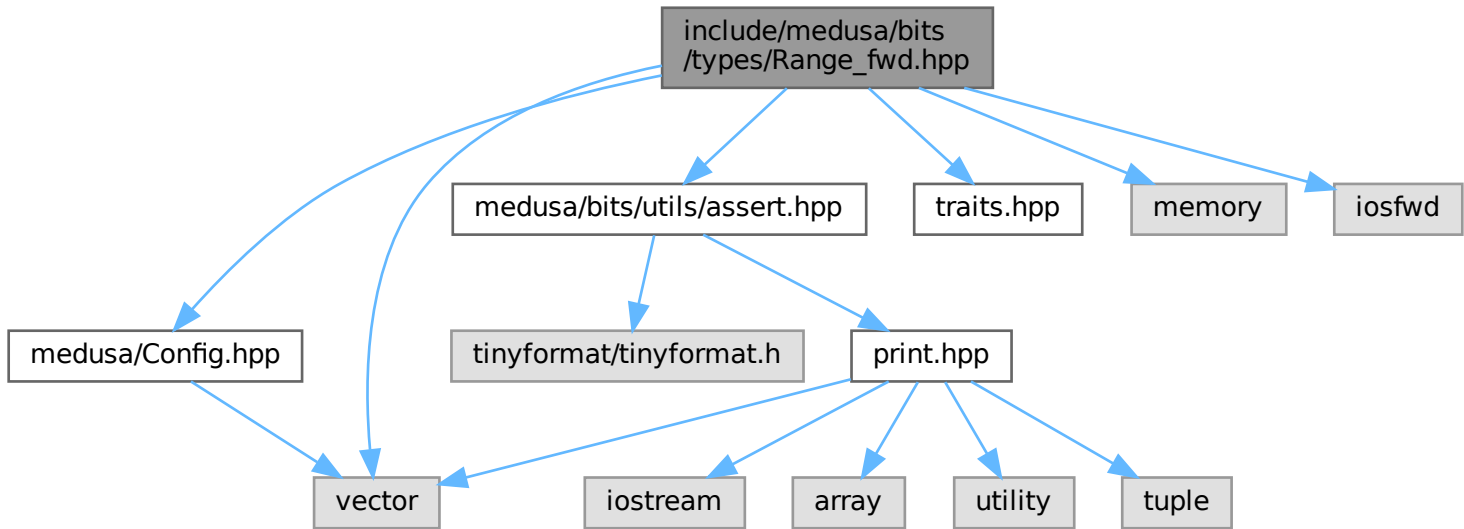 include/medusa/bits
/types/Range_fwd.hpp
medusa/bits/utils/assert.hpp
traits.hpp
memory
iosfwd
medusa/Config.hpp
tinyformat/tinyformat.h
print.hpp
vector
iostream
array
utility
tuple